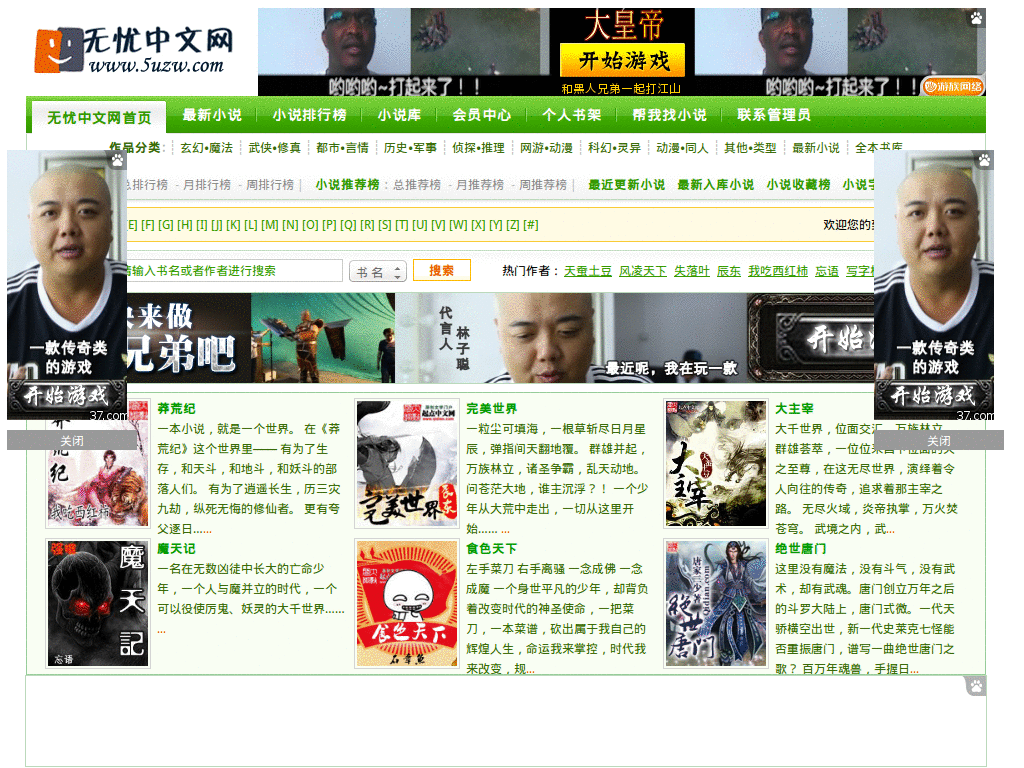 无忧中文网
www.5uzw.com
哟哟哟~打起来了！！
大皇帝
开始游戏
和黑人兄弟一起打江山
哟哟哟~打起来了！！
游族网络
无忧中文网首页 最新小说 小说排行榜 小说库 会员中心 个人书架 帮我找小说 联系管理员
作品分类: 玄幻•魔法 武侠•修真 都市•言情 历史•军事 侦探•推理 网游•动漫 科幻•灵异 动漫•同人 其他•类型 最新小说 全本书库
总排行榜 - 月排行榜 - 周排行榜 | 小说推荐榜 : 总推荐榜 - 月推荐榜 - 周推荐榜 | 最近更新小说 最新入库小说 小说收藏榜 小说字
[E] [F] [G] [H] [I] [J] [K] [L] [M] [N] [O] [P] [Q] [R] [S] [T] [U] [V] [W] [X] [Y] [Z] [#] 欢迎您的到
请输入书名或者作者进行搜索 书 名 搜索 热门作者： 天蚕土豆 风凌天下 失落叶 辰东 我吃西红柿 忘语 写字板
一款传奇类
的游戏
开始游戏
37.com
关闭
快来做
兄弟吧
代言人
林子聪
最近呢，我在玩一款
开始游
一款传奇类
的游戏
开始游戏
37.com
关闭
莽荒纪
我吃西红柿
莽荒纪
一本小说，就是一个世界。 在《莽
荒纪》这个世界里—— 有为了生
存，和天斗，和地斗，和妖斗的部
落人们。 有为了逍遥长生，历三灾
九劫，纵死无悔的修仙者。 更有夸
父逐日......
起点中文网
完美世界
辰东
完美世界
一粒尘可填海，一根草斩尽日月星
辰，弹指间天翻地覆。 群雄并起，
万族林立，诸圣争霸，乱天动地。
问苍茫大地，谁主沉浮？！ 一个少
年从大荒中走出，一切从这里开
始...... ...
大主宰
天蚕土豆
大主宰
大千世界，位面交汇，万族林立，
群雄荟萃，一位位来自下位面的天
之至尊，在这无尽世界，演绎着令
人向往的传奇，追求着那主宰之
路。 无尽火域，炎帝执掌，万火焚
苍穹。 武境之内，武...
魔天記
忘语
魔天记
一名在无数凶徒中长大的亡命少
年，一个人与魔并立的时代，一个
可以役使厉鬼、妖灵的大千世界......
...
食色天下
石章鱼
食色天下
左手菜刀 右手离骚 一念成佛 一念
成魔 一个身世平凡的少年，却背负
着改变时代的神圣使命，一把菜
刀，一本菜谱，砍出属于我自己的
辉煌人生，命运我来掌控，时代我
来改变，规...
唐家三少 著
绝世唐门
绝世唐门
这里没有魔法，没有斗气，没有武
术，却有武魂。唐门创立万年之后
的斗罗大陆上，唐门式微。一代天
骄横空出世，新一代史莱克七怪能
否重振唐门，谱写一曲绝世唐门之
歌？ 百万年魂兽，手握日...